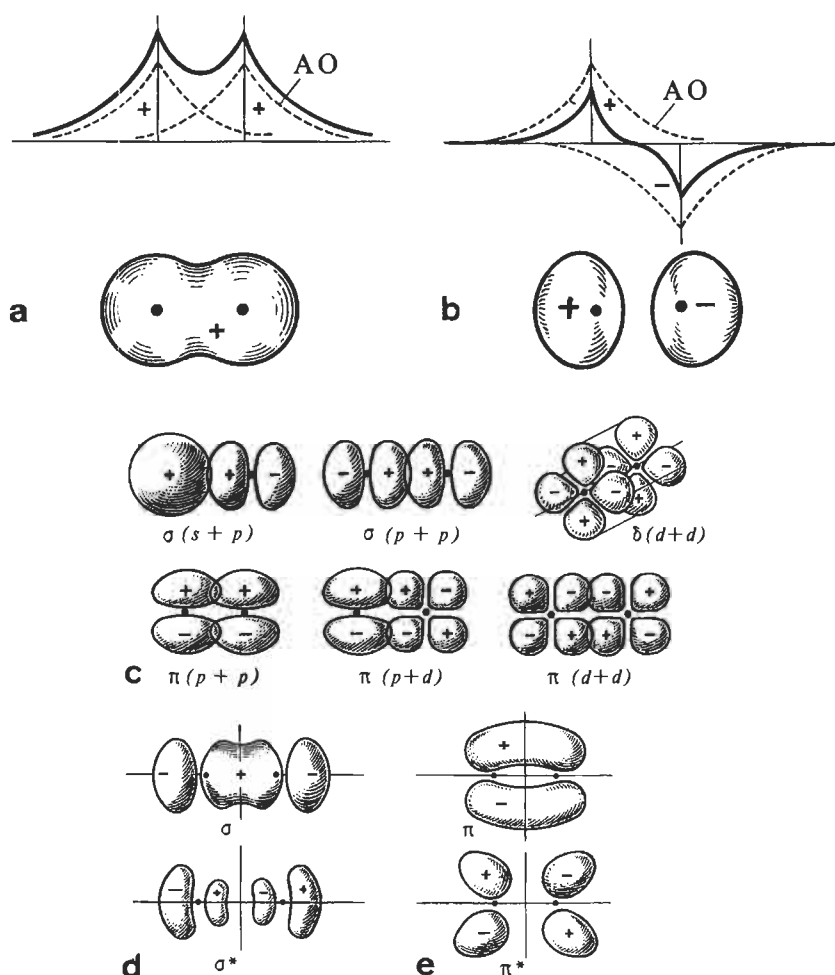 AO
+ +
AO
+
−
a
+
b
+ −
+ + −
− + + −
+ − + − − +
σ (s + p)
σ (p + p)
δ(d+d)
+ +
− −
+ + −
− − +
+ − − +
− + + −
c
π (p + p)
π (p+d)
π (d+d)
− + −
σ
+
−
π
− + − +
+ −
− +
d
σ*
e
π*